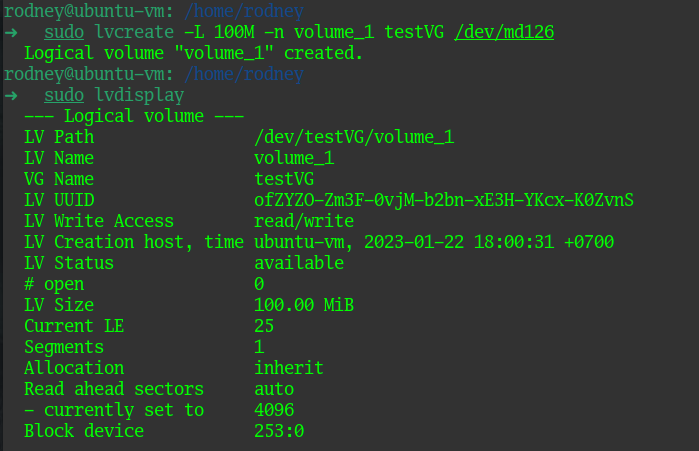 rodney@ubuntu-vm: /home/rodney
➜ sudo lvcreate -L 100M -n volume_1 testVG /dev/md126
Logical volume "volume_1" created.
rodney@ubuntu-vm: /home/rodney
➜ sudo lvdisplay
--- Logical volume ---
LV Path /dev/testVG/volume_1
LV Name volume_1
VG Name testVG
LV UUID ofZYZO-Zm3F-0vjM-b2bn-xE3H-YKcx-K0ZvnS
LV Write Access read/write
LV Creation host, time ubuntu-vm, 2023-01-22 18:00:31 +0700
LV Status available
# open 0
LV Size 100.00 MiB
Current LE 25
Segments 1
Allocation inherit
Read ahead sectors auto
- currently set to 4096
Block device 253:0